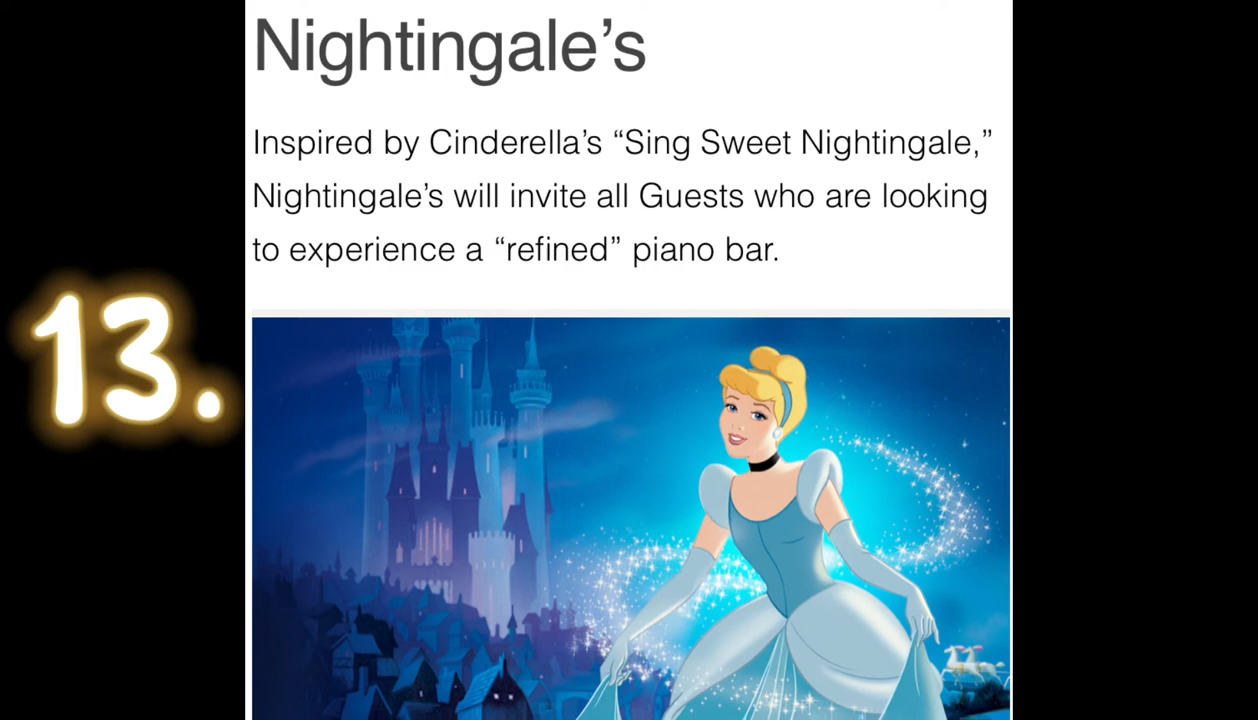 Nightingale’s
Inspired by Cinderella’s “Sing Sweet Nightingale,”
Nightingale’s will invite all Guests who are looking
to experience a “refined” piano bar.
13.